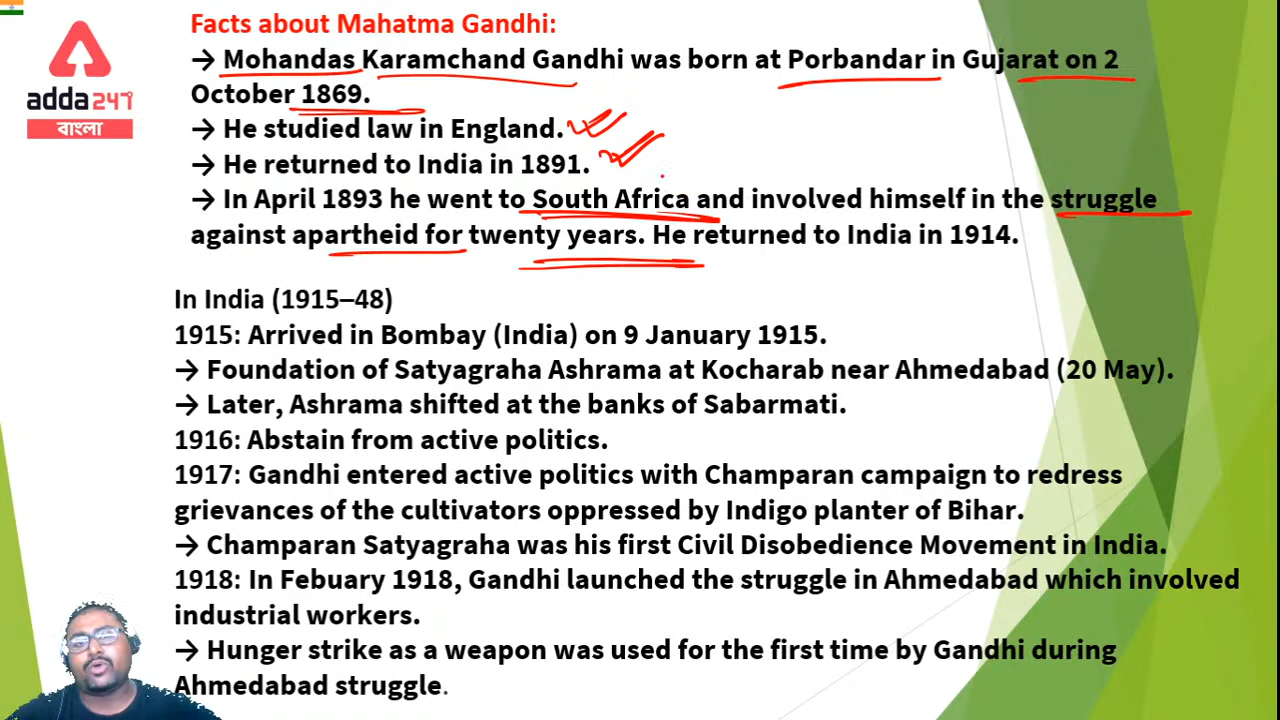 Facts about Mahatma Gandhi:
→ Mohandas Karamchand Gandhi was born at Porbandar in Gujarat on 2
October 1869.
→ He studied law in England.
→ He returned to India in 1891.
→ In April 1893 he went to South Africa and involved himself in the struggle
against apartheid for twenty years. He returned to India in 1914.
In India (1915–48)
1915: Arrived in Bombay (India) on 9 January 1915.
→ Foundation of Satyagraha Ashrama at Kocharab near Ahmedabad (20 May).
→ Later, Ashrama shifted at the banks of Sabarmati.
1916: Abstain from active politics.
1917: Gandhi entered active politics with Champaran campaign to redress
grievances of the cultivators oppressed by Indigo planter of Bihar.
→ Champaran Satyagraha was his first Civil Disobedience Movement in India.
1918: In Febuary 1918, Gandhi launched the struggle in Ahmedabad which involved
industrial workers.
→ Hunger strike as a weapon was used for the first time by Gandhi during
Ahmedabad struggle.
adda247
বাংলা